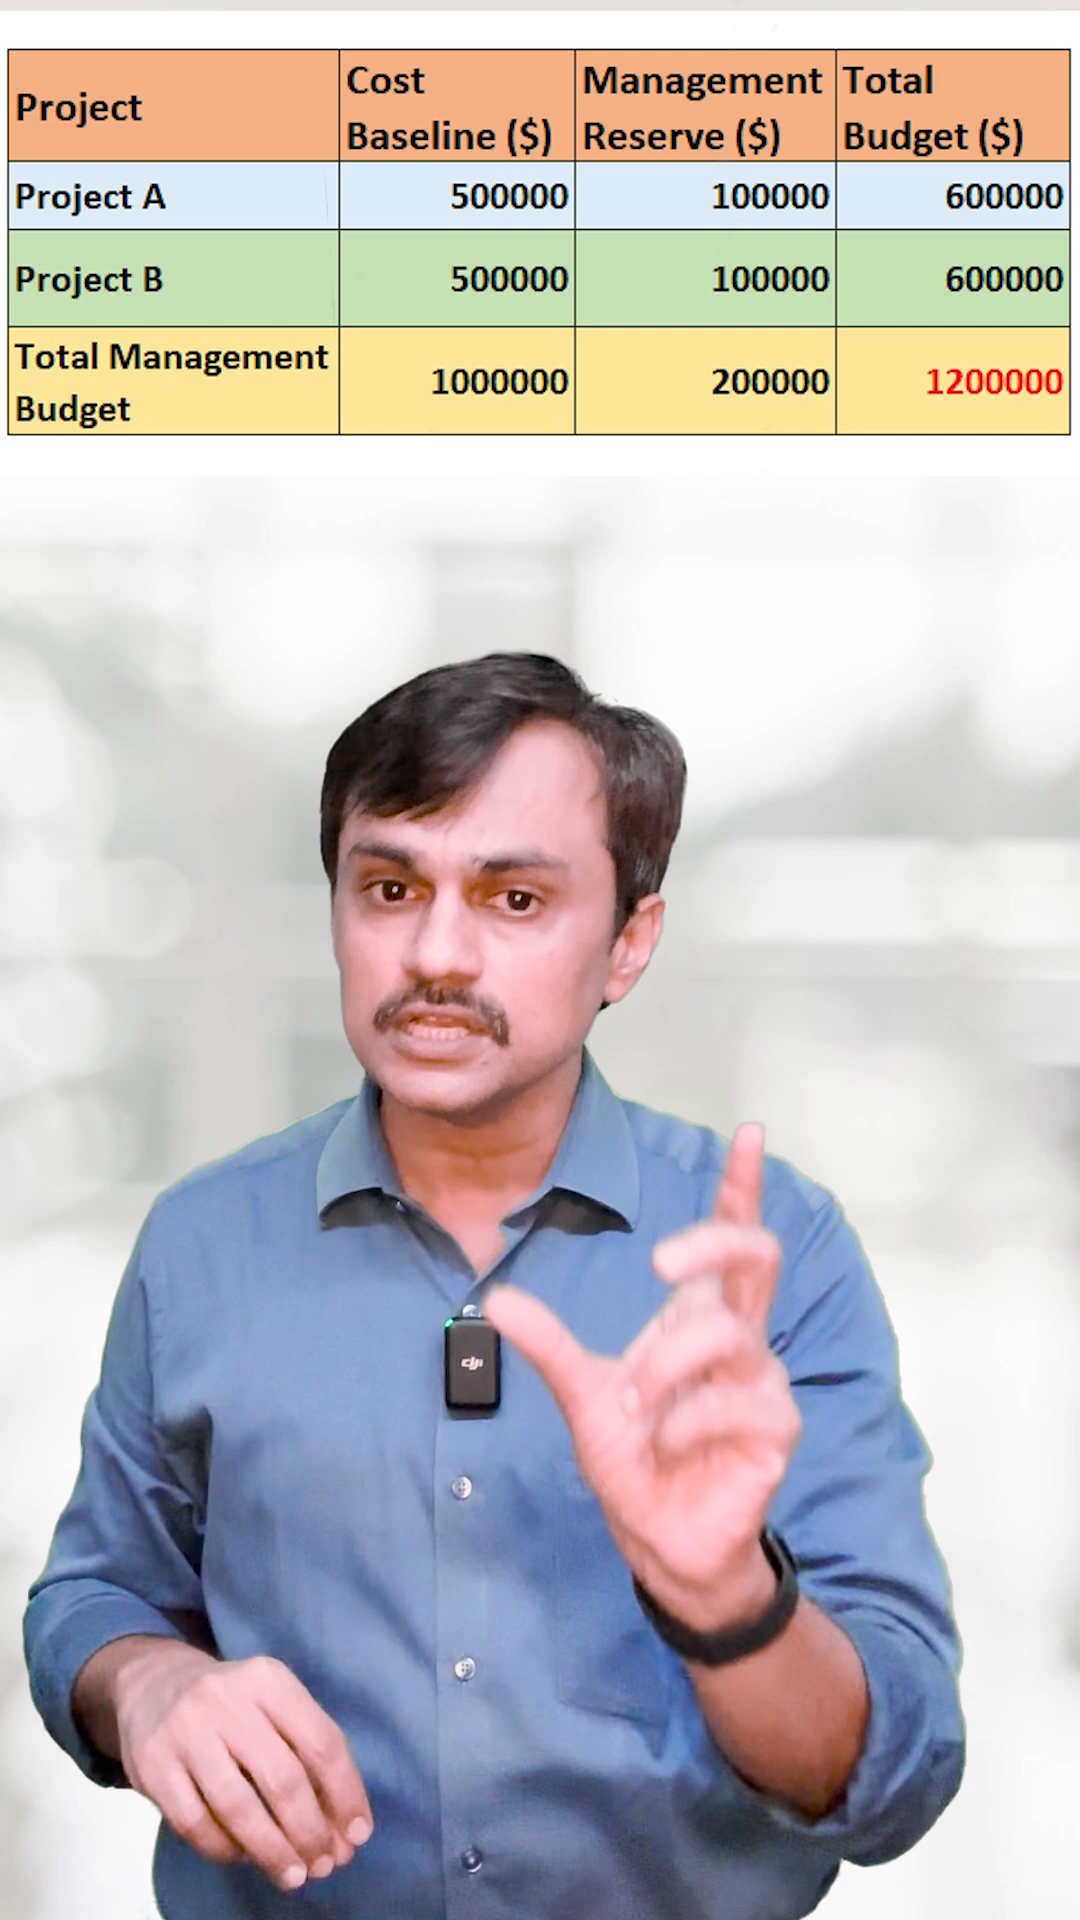 Project
Cost
Baseline ($)
Management
Reserve ($)
Total
Budget ($)
Project A 500000 100000 600000
Project B 500000 100000 600000
Total Management
Budget
1000000 200000 1200000
dji